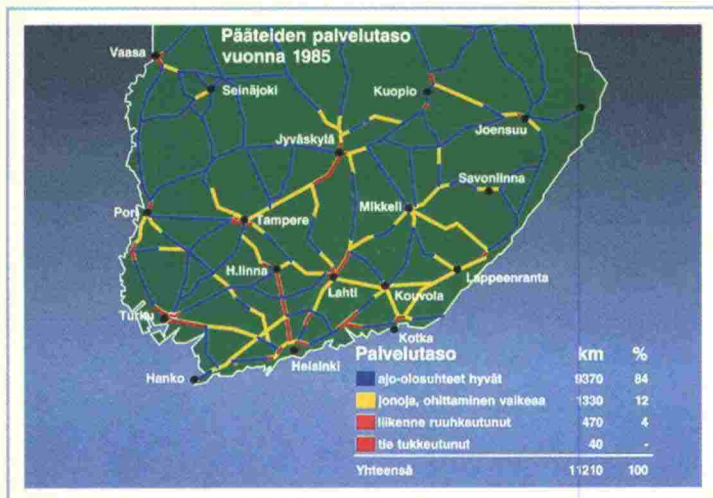 Pääteiden palvelutaso
vuonna 1985
Vaasa
Seinäjoki
Kuopio
Joensuu
Jyväskylä
Savonlinna
Mikkeli
Pori
Tampere
H.linna
Lahti
Kouvola
Lappeenranta
Turku
Kotka
Helsinki
Hanko
Palvelutaso km %
ajo-olosuhteet hyvät 9370 84
jonoja, ohittaminen vaikeaa 1330 12
liikenne ruuhkautunut 470 4
tie tukkeutunut 40 -
Yhteensä 11210 100